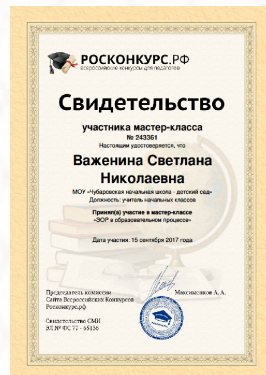 РОСКОНКУРС.РФ
всероссийские конкурсы для педагогов
Свидетельство
участника мастер-класса
№ 243361
Настоящим удостоверяется, что
Важенина Светлана
Николаевна
МОУ «Чубаровская начальная школа - детский сад»
Должность: учитель начальных классов
Принял(а) участие в мастер-классе
«ЭОР в образовательном процессе»
Дата участия: 15 сентября 2017 года
Председатель комиссии
Сайта Всероссийских Конкурсов
Росконкурс.рф
Максименков А. А.
Свидетельство СМИ
ЭЛ № ФС 77 - 65136